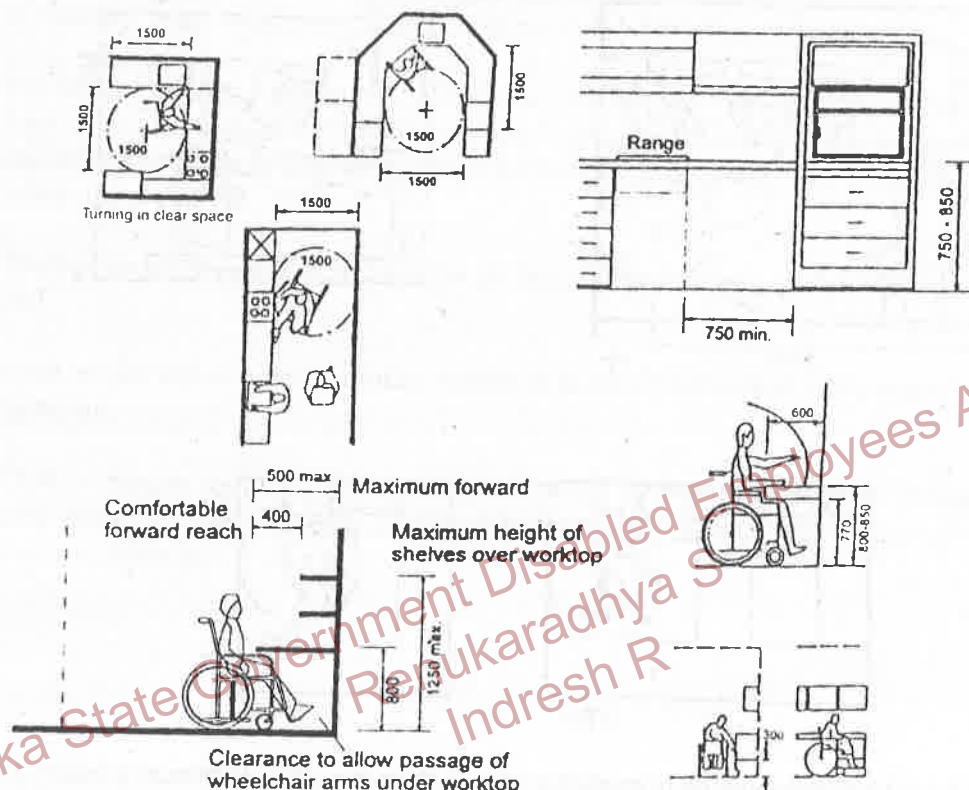 1500
1500
1500
Turning in clear space
1500
1500
1500
Range
750 - 850
750 min.
1500
1500
600
770
800-850
500 max
Maximum forward
400
Comfortable
forward reach
Maximum height of
shelves over worktop
800
1250 max.
Clearance to allow passage of
wheelchair arms under worktop
300
ka State Government Disabled Employees A
Renukaradhya S
Indresh R